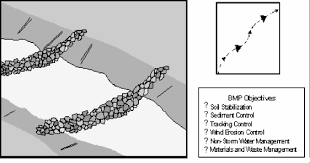 BMP Objectives
? Soil Stabilization
? Sediment Control
? Tracking Control
? Wind Erosion Control
? Non-Storm Water Management
? Materials and Waste Management